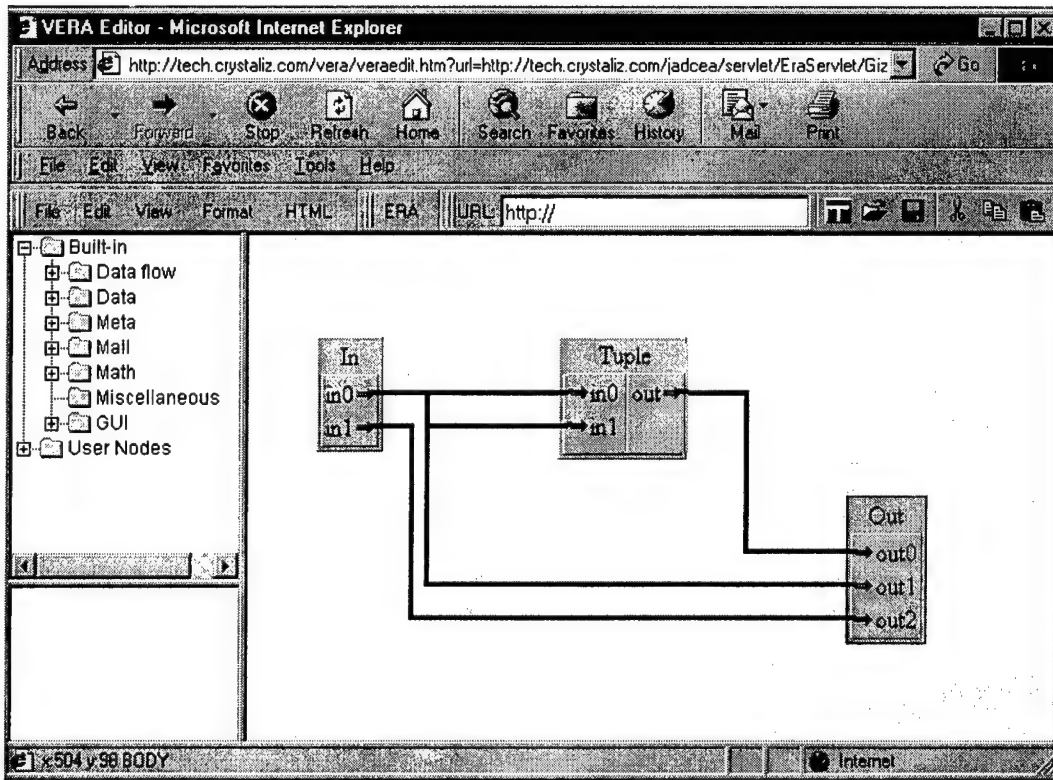 VERA Editor - Microsoft Internet Explorer
Address http://tech.crystaliz.com/vera/veraedit.htm?url=http://tech.crystaliz.com/jadcea/servlet/EraServlet/Giz Go
Back Forward Stop Refresh Home Search Favorites History Mail Print
File Edit View Favorites Tools Help
File Edit View Format HTML ERA URL: http://
Built-in
Data flow
Data
Meta
Mail
Math
Miscellaneous
GUI
User Nodes
In
in0
in1
Tuple
in0 out
in1
Out
out0
out1
out2
x:504 y:98 BODY Internet